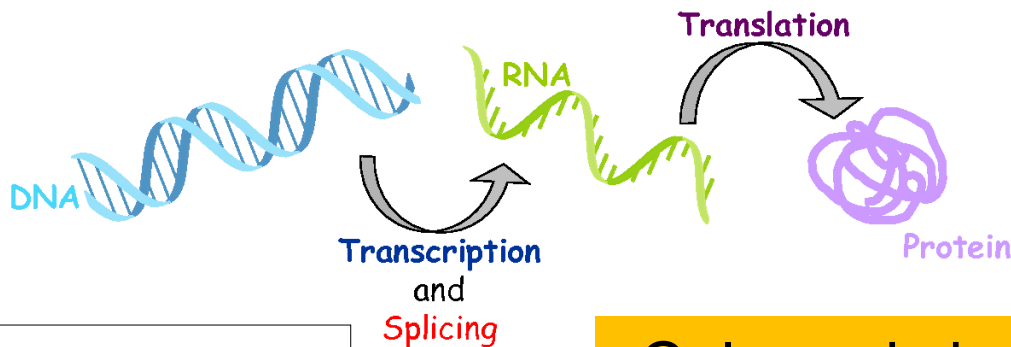 Translation
RNA
DNA
Protein
Transcription
and
Splicing